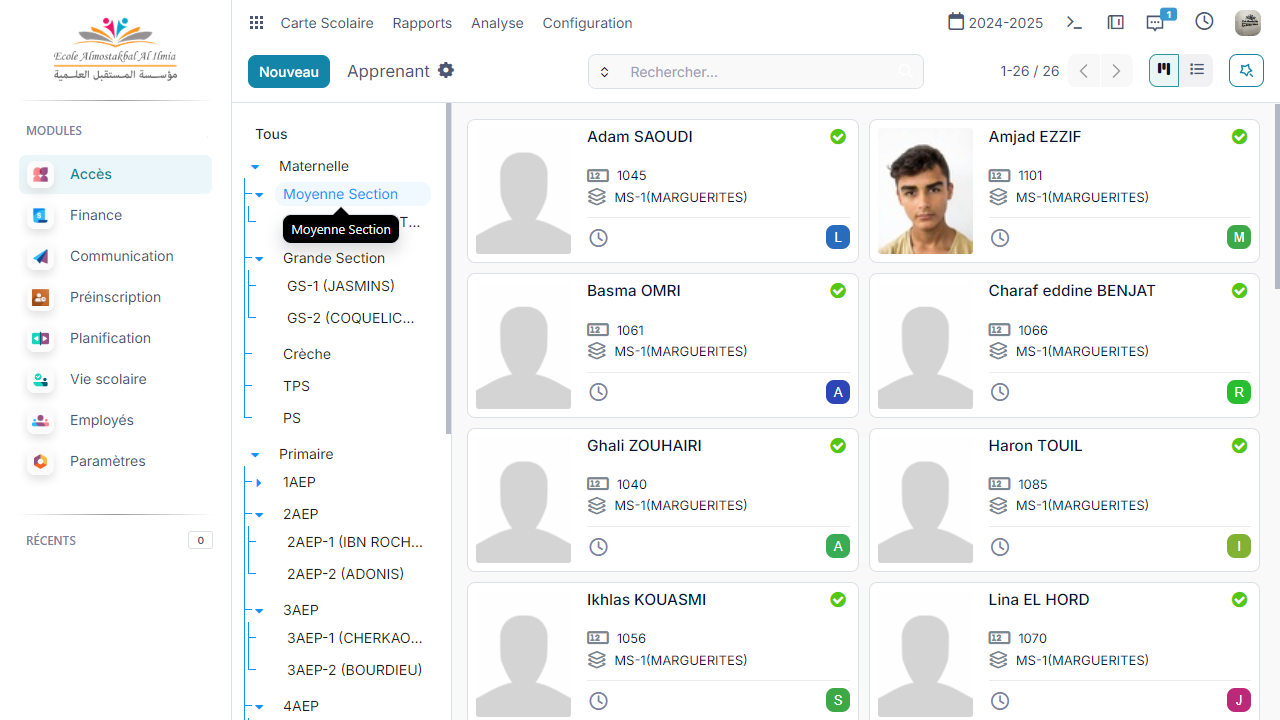 Ecole Almostakbal Al Ilmia
مؤسسة المستقبل العلمية
MODULES
Accès
Finance
Communication
Préinscription
Planification
Vie scolaire
Employés
Paramètres
RÉCENTS
0
Carte Scolaire
Rapports
Analyse
Configuration
2024-2025
1
Nouveau
Apprenant
Rechercher...
1-26 / 26
Tous
Maternelle
Moyenne Section
T...
Moyenne Section
Grande Section
GS-1 (JASMINS)
GS-2 (COQUELIC...
Crèche
TPS
PS
Primaire
1AEP
2AEP
2AEP-1 (IBN ROCH...
2AEP-2 (ADONIS)
3AEP
3AEP-1 (CHERKAO...
3AEP-2 (BOURDIEU)
4AEP
Adam SAOUDI
12 1045
MS-1(MARGUERITES)
L
Amjad EZZIF
12 1101
MS-1(MARGUERITES)
M
Basma OMRI
12 1061
MS-1(MARGUERITES)
A
Charaf eddine BENJAT
12 1066
MS-1(MARGUERITES)
R
Ghali ZOUHAIRI
12 1040
MS-1(MARGUERITES)
A
Haron TOUIL
12 1085
MS-1(MARGUERITES)
I
Ikhlas KOUASMI
12 1056
MS-1(MARGUERITES)
S
Lina EL HORD
12 1070
MS-1(MARGUERITES)
J